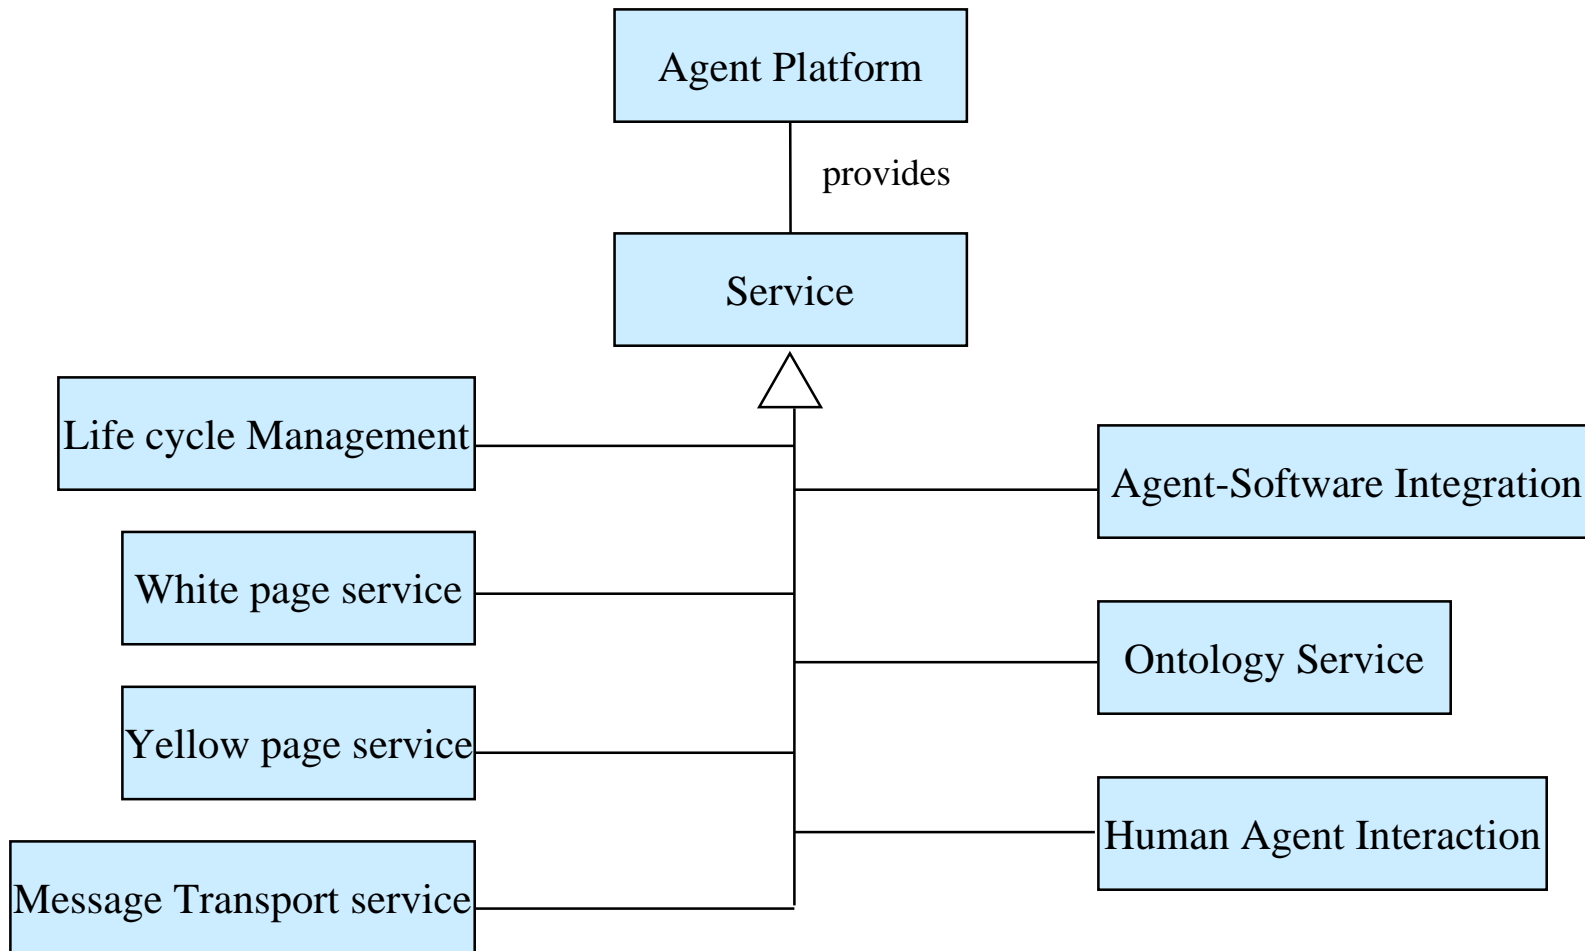 Agent Platform
provides
Service
Life cycle Management
Agent-Software Integration
White page service
Ontology Service
Yellow page service
Human Agent Interaction
Message Transport service